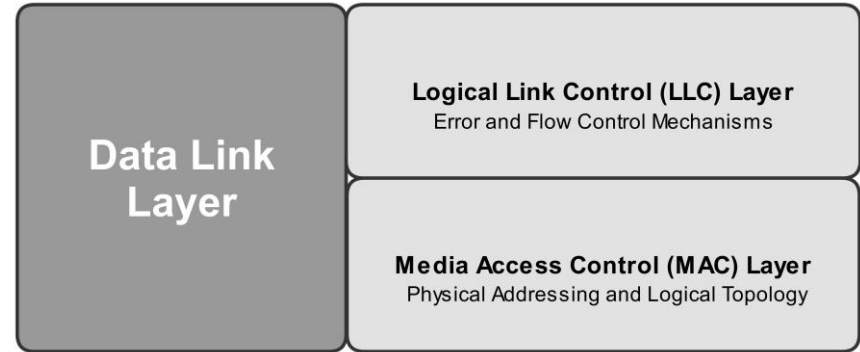 Data Link
Layer
Logical Link Control (LLC) Layer
Error and Flow Control Mechanisms
Media Access Control (MAC) Layer
Physical Addressing and Logical Topology